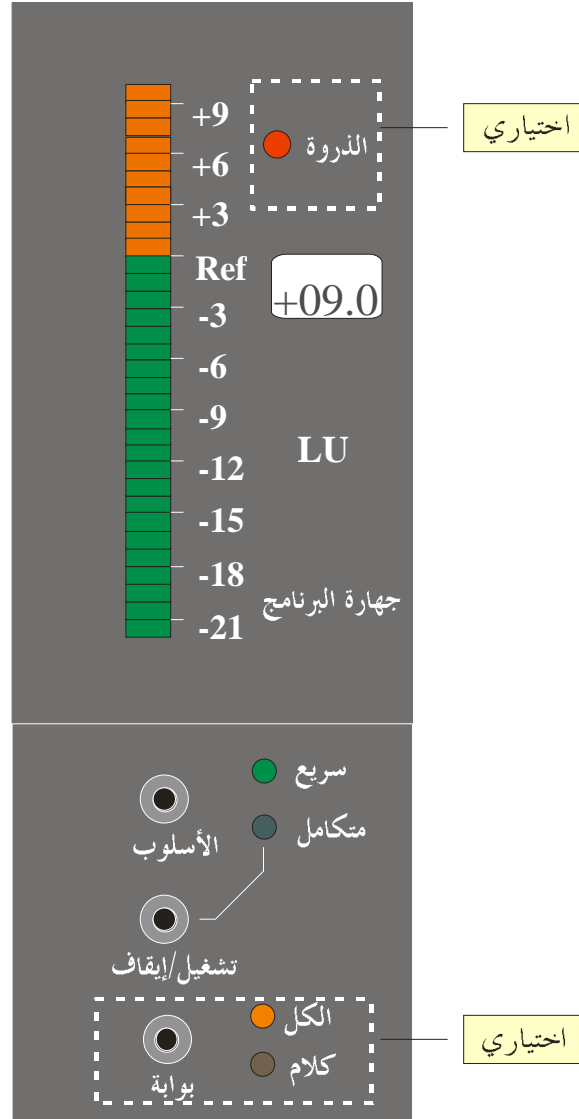 +9
الذروة
اختياري
+6
+3
Ref
+09.0
-3
-6
-9
LU
-12
-15
-18
جهارة البرنامج
-21
سريع
متكامل
الأسلوب
تشغيل/إيقاف
الكل
اختياري
كلام
بوابة